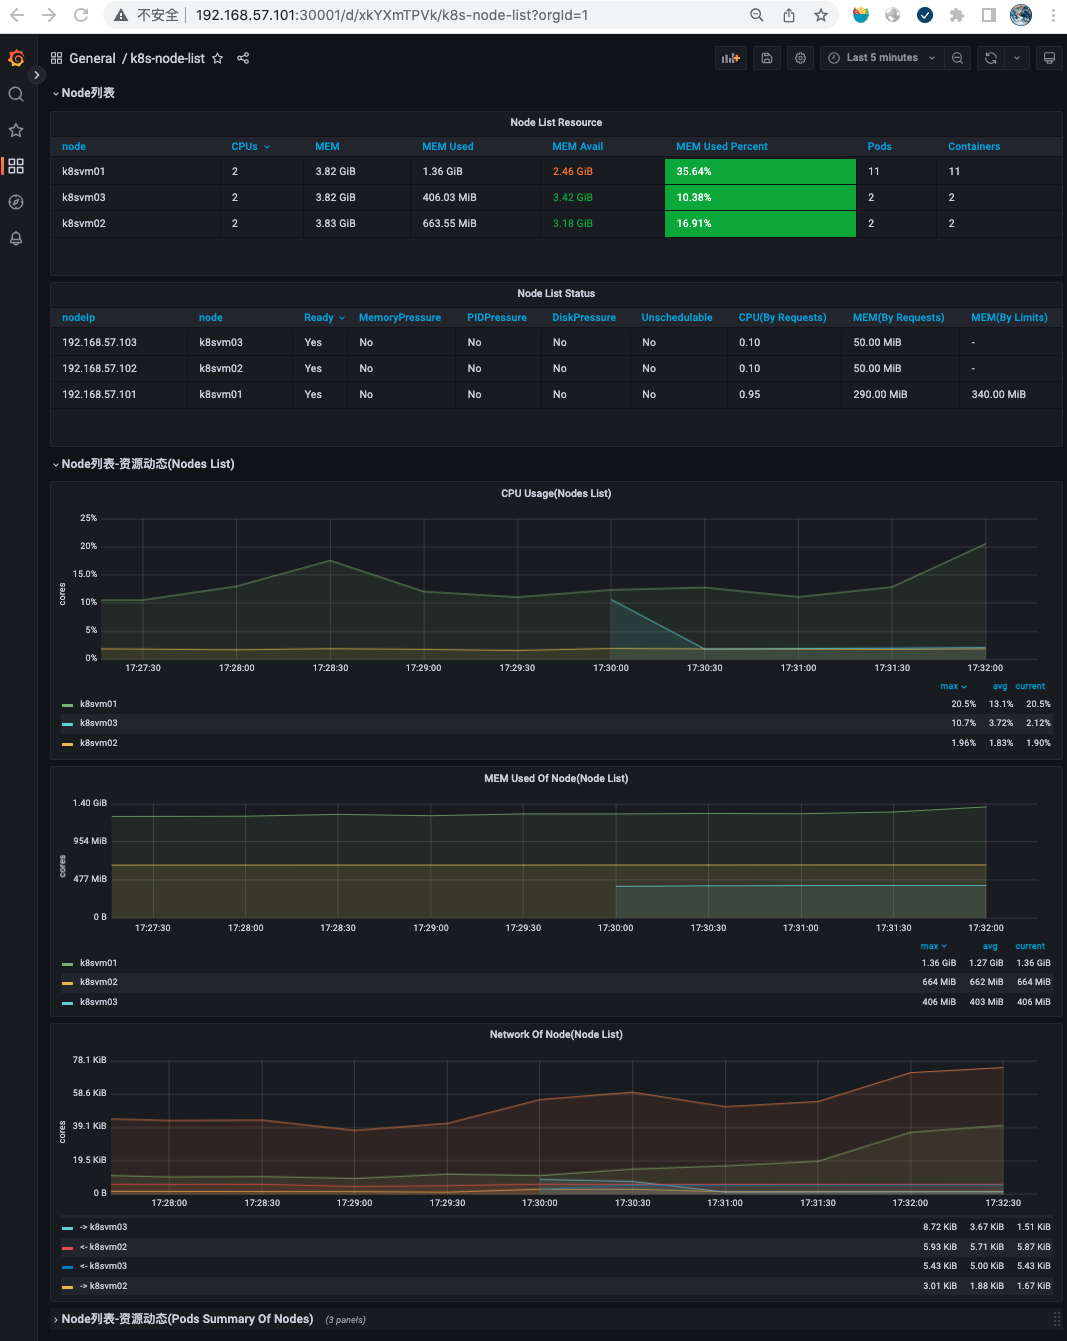 不安全 192.168.57.101:30001/d/xkYXmTPVk/k8s-node-list?orgId=1
General / k8s-node-list Last 5 minutes
Node列表
Node List Resource
node CPUs MEM MEM Used MEM Avail MEM Used Percent Pods Containers
k8svm01 2 3.82 GiB 1.36 GiB 2.46 GiB 35.64% 11 11
k8svm03 2 3.82 GiB 406.03 MiB 3.42 GiB 10.38% 2 2
k8svm02 2 3.83 GiB 663.55 MiB 3.18 GiB 16.91% 2 2
Node List Status
nodeIp node Ready MemoryPressure PIDPressure DiskPressure Unschedulable CPU(By Requests) MEM(By Requests) MEM(By Limits)
192.168.57.103 k8svm03 Yes No No No No 0.10 50.00 MiB -
192.168.57.102 k8svm02 Yes No No No No 0.10 50.00 MiB -
192.168.57.101 k8svm01 Yes No No No No 0.95 290.00 MiB 340.00 MiB
Node列表-资源动态(Nodes List)
CPU Usage(Nodes List)
25%
20%
15.0%
10%
5%
0%
cores
17:27:30 17:28:00 17:28:30 17:29:00 17:29:30 17:30:00 17:30:30 17:31:00 17:31:30 17:32:00
max avg current
k8svm01 20.5% 13.1% 20.5%
k8svm03 10.7% 3.72% 2.12%
k8svm02 1.96% 1.83% 1.90%
MEM Used Of Node(Node List)
1.40 GiB
954 MiB
477 MiB
0 B
cores
17:27:30 17:28:00 17:28:30 17:29:00 17:29:30 17:30:00 17:30:30 17:31:00 17:31:30 17:32:00
max avg current
k8svm01 1.36 GiB 1.27 GiB 1.36 GiB
k8svm02 664 MiB 662 MiB 664 MiB
k8svm03 406 MiB 403 MiB 406 MiB
Network Of Node(Node List)
78.1 KiB
58.6 KiB
39.1 KiB
19.5 KiB
0 B
cores
17:28:00 17:28:30 17:29:00 17:29:30 17:30:00 17:30:30 17:31:00 17:31:30 17:32:00 17:32:30
-> k8svm03 8.72 KiB 3.67 KiB 1.51 KiB
<- k8svm02 5.93 KiB 5.71 KiB 5.87 KiB
<- k8svm03 5.43 KiB 5.00 KiB 5.43 KiB
-> k8svm02 3.01 KiB 1.88 KiB 1.67 KiB
Node列表-资源动态(Pods Summary Of Nodes) (3 panels)